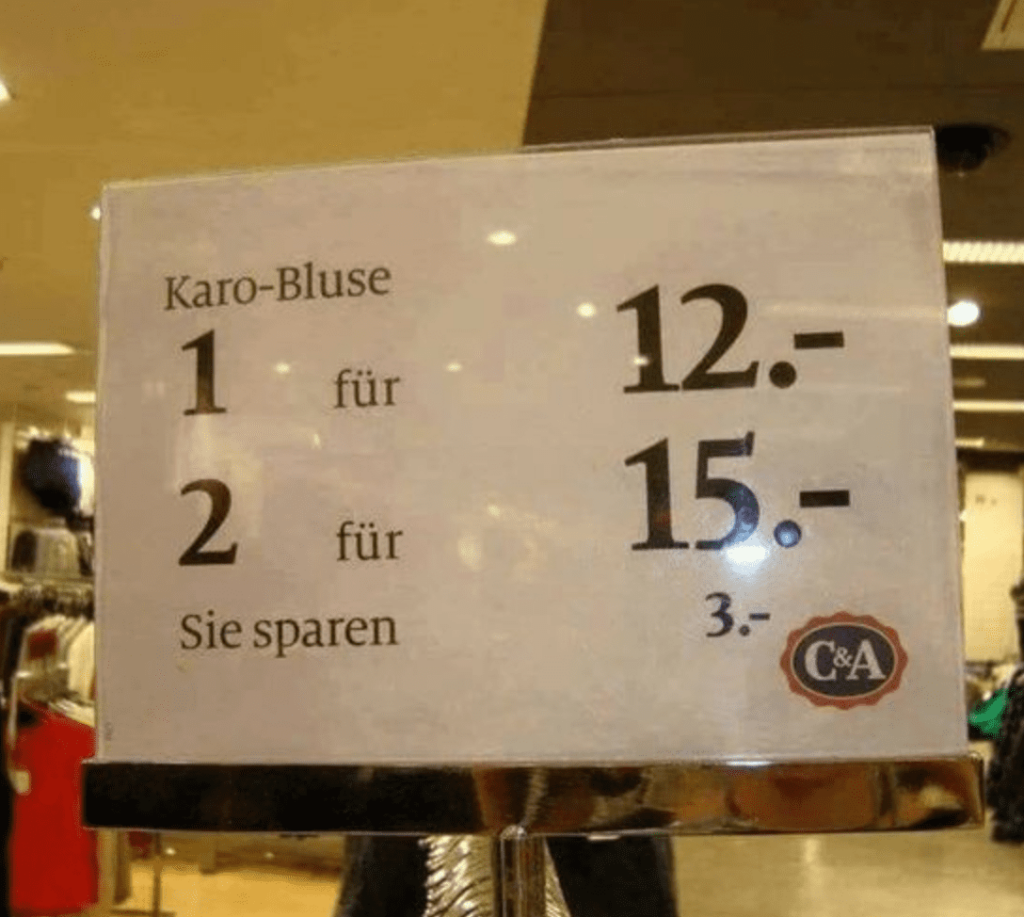 Karo-Bluse
1 für 12.-
2 für 15.-
Sie sparen 3.-
C&A